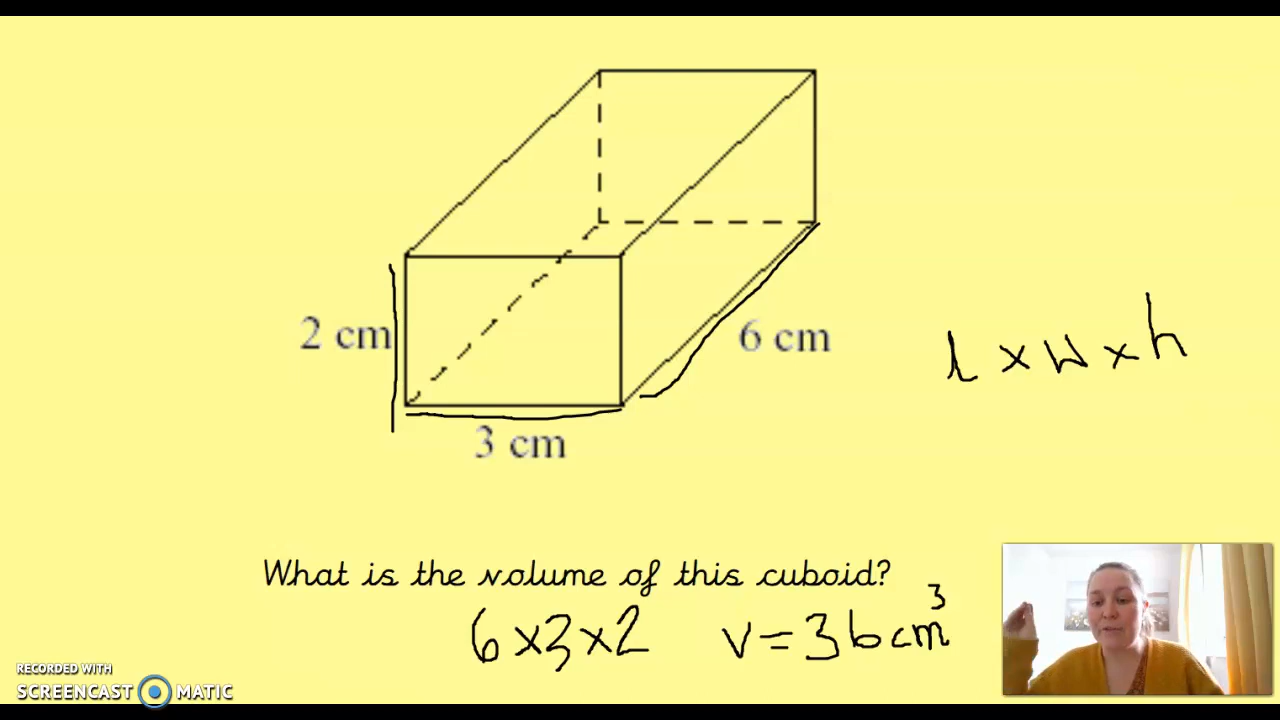 2 cm
6 cm
l x w x h
3 cm
What is the volume of this cuboid?
6 x 3 x 2 v = 36 cm³
RECORDED WITH
SCREENCAST MATIC